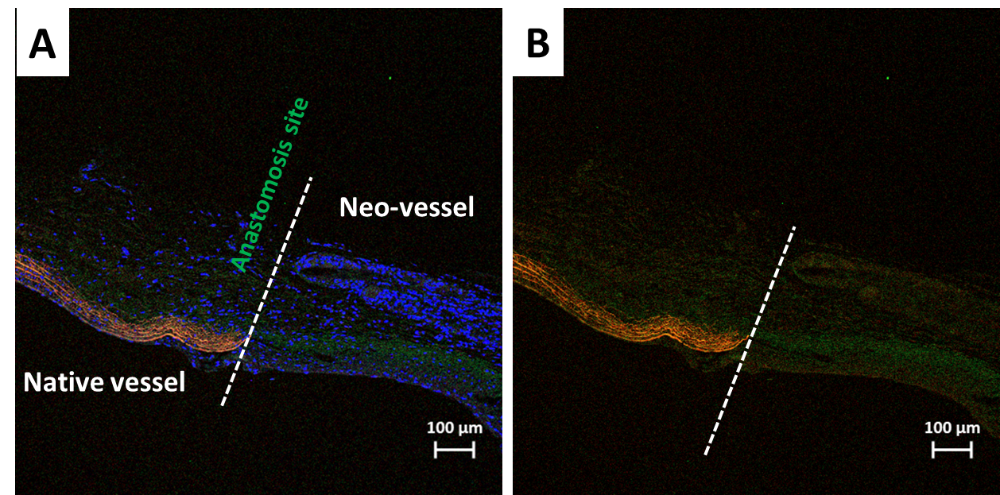 A
Anastomosis site
Neo-vessel
Native vessel
100 µm
B
100 µm